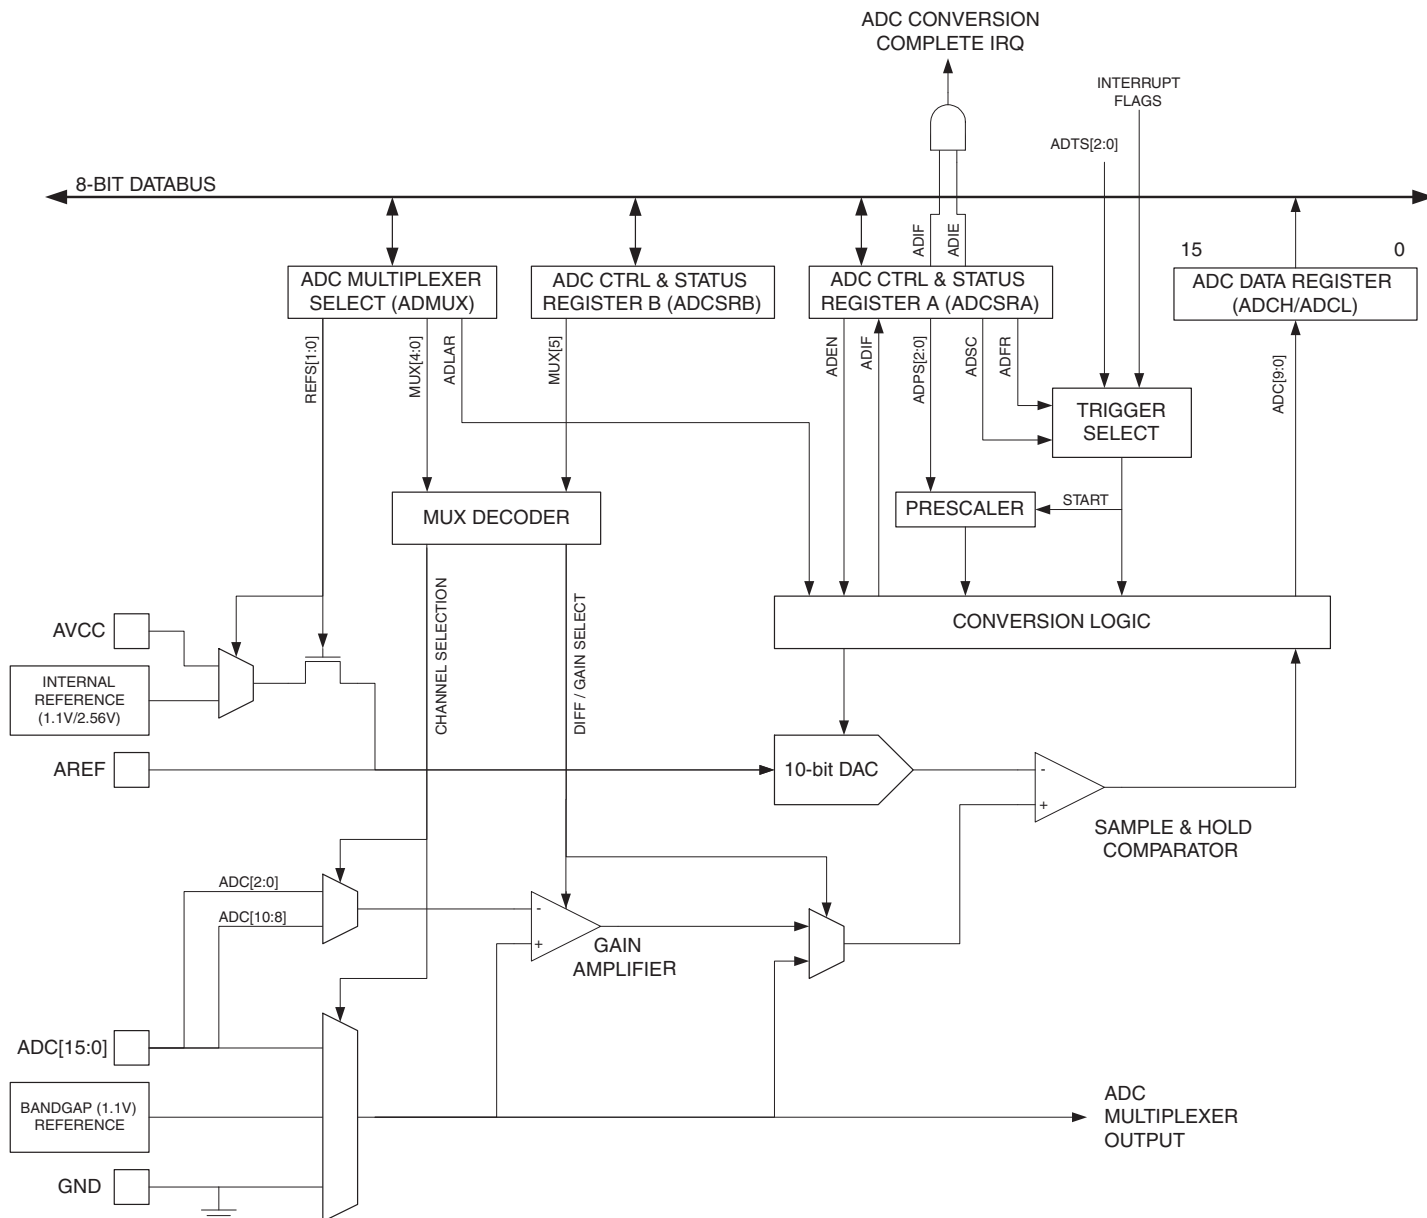 ADC CONVERSION
COMPLETE IRQ
INTERRUPT
FLAGS
ADTS[2:0]
8-BIT DATABUS
ADIF
ADIE
15
0
ADC MULTIPLEXER
SELECT (ADMUX)
ADC CTRL & STATUS
REGISTER B (ADCSRB)
ADC CTRL & STATUS
REGISTER A (ADCSRA)
ADC DATA REGISTER
(ADCH/ADCL)
REFS[1:0]
MUX[4:0]
ADLAR
MUX[5]
ADEN
ADIF
ADPS[2:0]
ADSC
ADFR
ADC[9:0]
TRIGGER
SELECT
MUX DECODER
PRESCALER
START
CONVERSION LOGIC
CHANNEL SELECTION
DIFF / GAIN SELECT
AVCC
INTERNAL
REFERENCE
(1.1V/2.56V)
AREF
10-bit DAC
-
+
SAMPLE & HOLD
COMPARATOR
ADC[2:0]
ADC[10:8]
-
+
GAIN
AMPLIFIER
ADC[15:0]
BANDGAP (1.1V)
REFERENCE
ADC
MULTIPLEXER
OUTPUT
GND